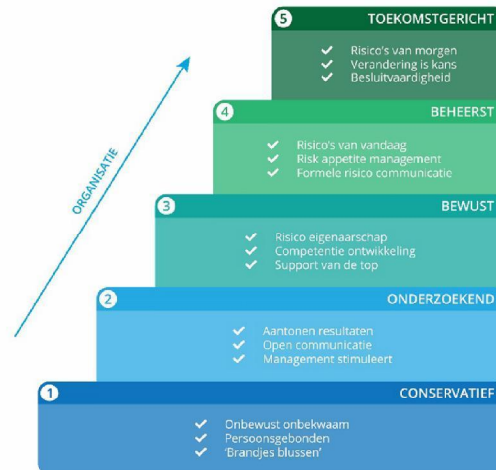 5 TOEKOMSTGERICHT
Risico's van morgen
Verandering is kans
Besluitvaardigheid
4 BEHEERST
Risico's van vandaag
Risk appetite management
Formele risico communicatie
ORGANISATIE
3 BEWUST
Risico eigenaarschap
Competentie ontwikkeling
Support van de top
2 ONDERZOEKEND
Aantonen resultaten
Open communicatie
Management stimuleert
1 CONSERVATIEF
Onbewust onbekwaam
Persoonsgebonden
'Brandjes blussen'